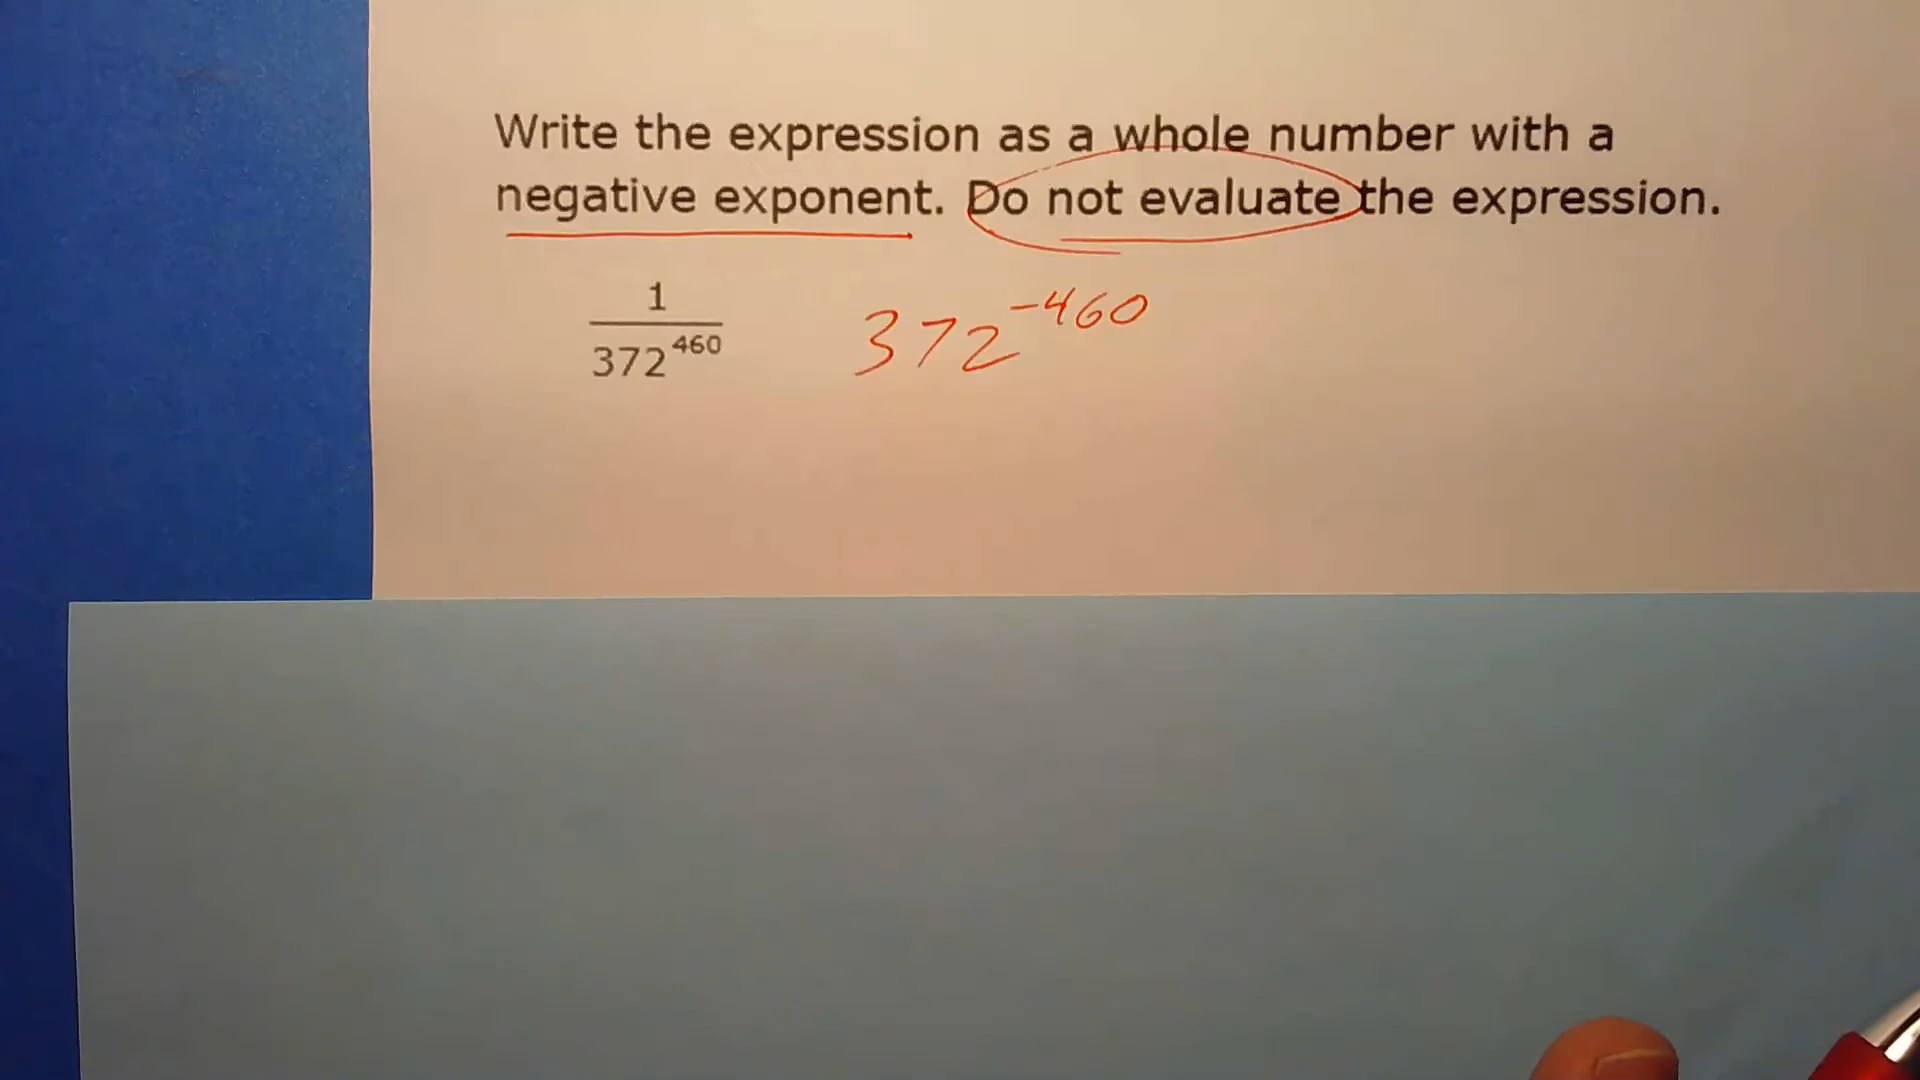 Write the expression as a whole number with a
negative exponent. Do not evaluate the expression.
1
372^460
372^-460